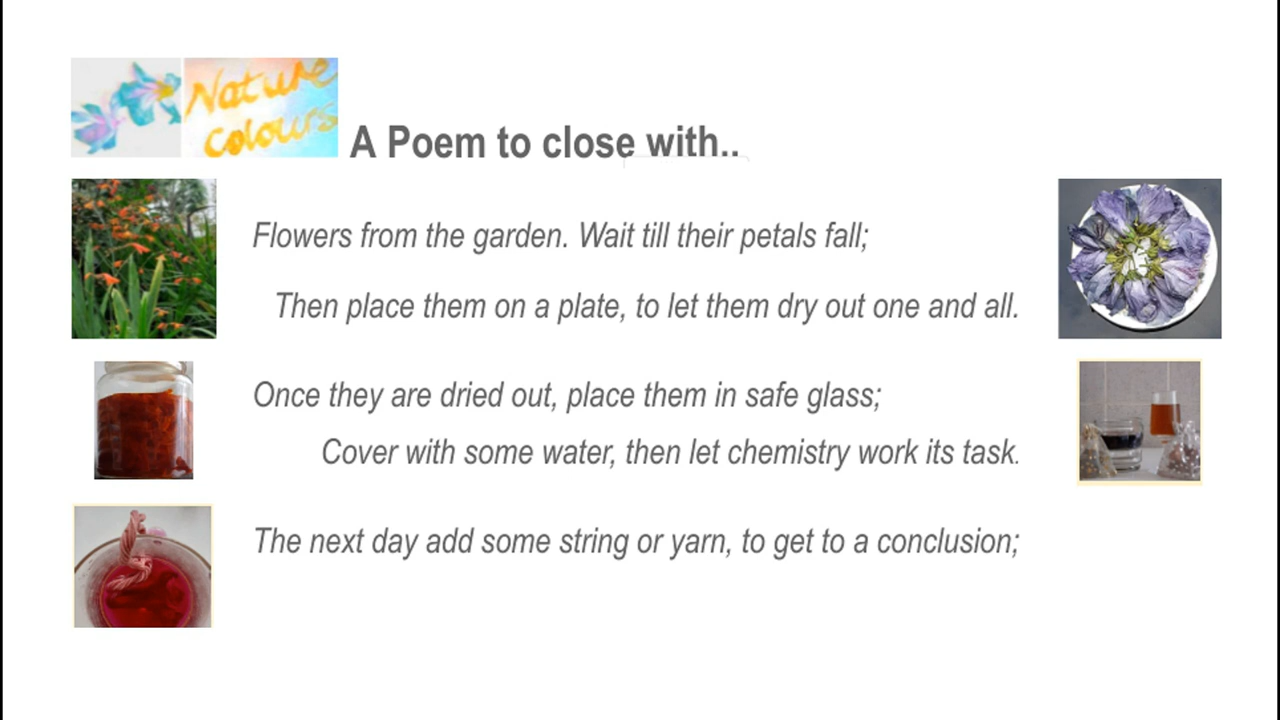 Nature
Colours
A Poem to close with..
Flowers from the garden. Wait till their petals fall;
Then place them on a plate, to let them dry out one and all.
Once they are dried out, place them in safe glass;
Cover with some water, then let chemistry work its task.
The next day add some string or yarn, to get to a conclusion;